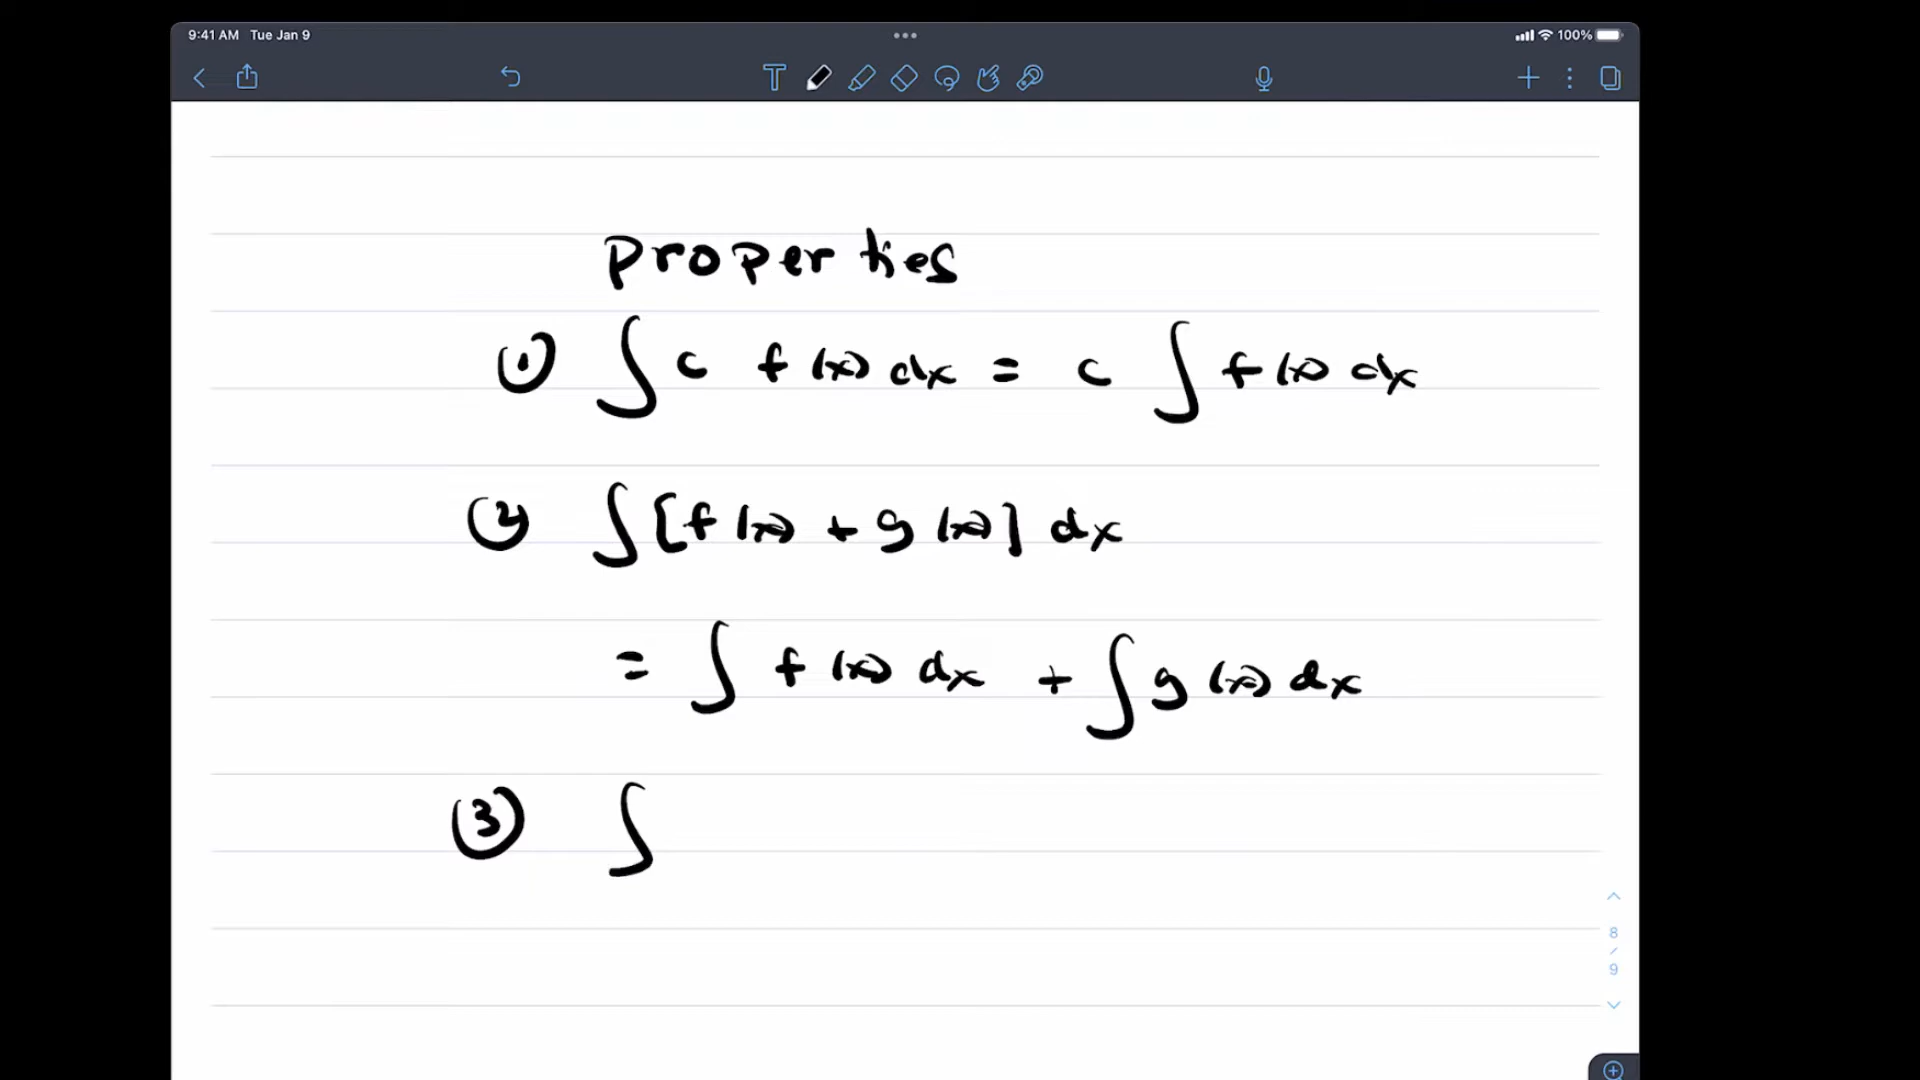 9:41 AM Tue Jan 9
100%
Properties
① ∫ c f(x) dx = c ∫ f(x) dx
② ∫ [f(x) + g(x)] dx
= ∫ f(x) dx + ∫ g(x) dx
③ ∫
8
/
9